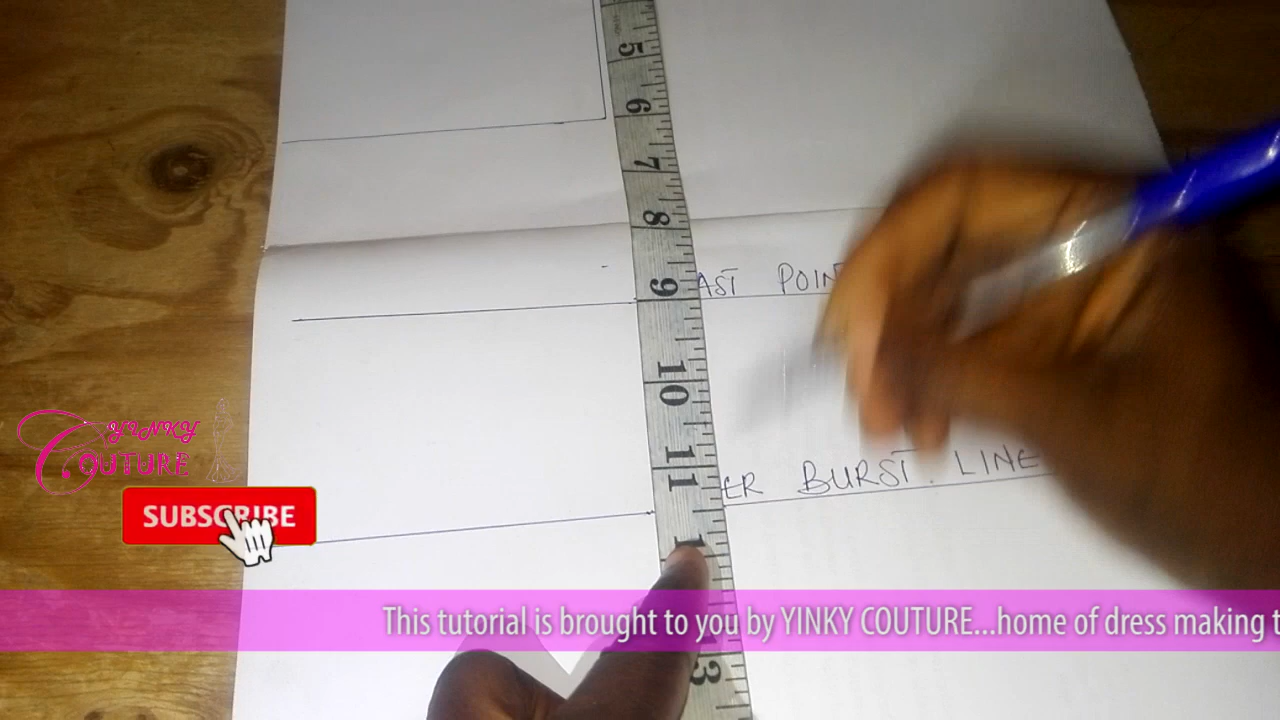 5
6
7
8
9
AST POIN
10
11
ER BURST. LINE
13
YINKY
COUTURE
SUBSCRIBE
This tutorial is brought to you by YINKY COUTURE...home of dress making t